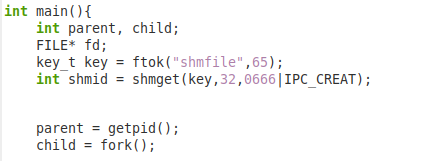 int main(){
    int parent, child;
    FILE* fd;
    key_t key = ftok("shmfile",65);
    int shmid = shmget(key,32,0666|IPC_CREAT);
    parent = getpid();
    child = fork();